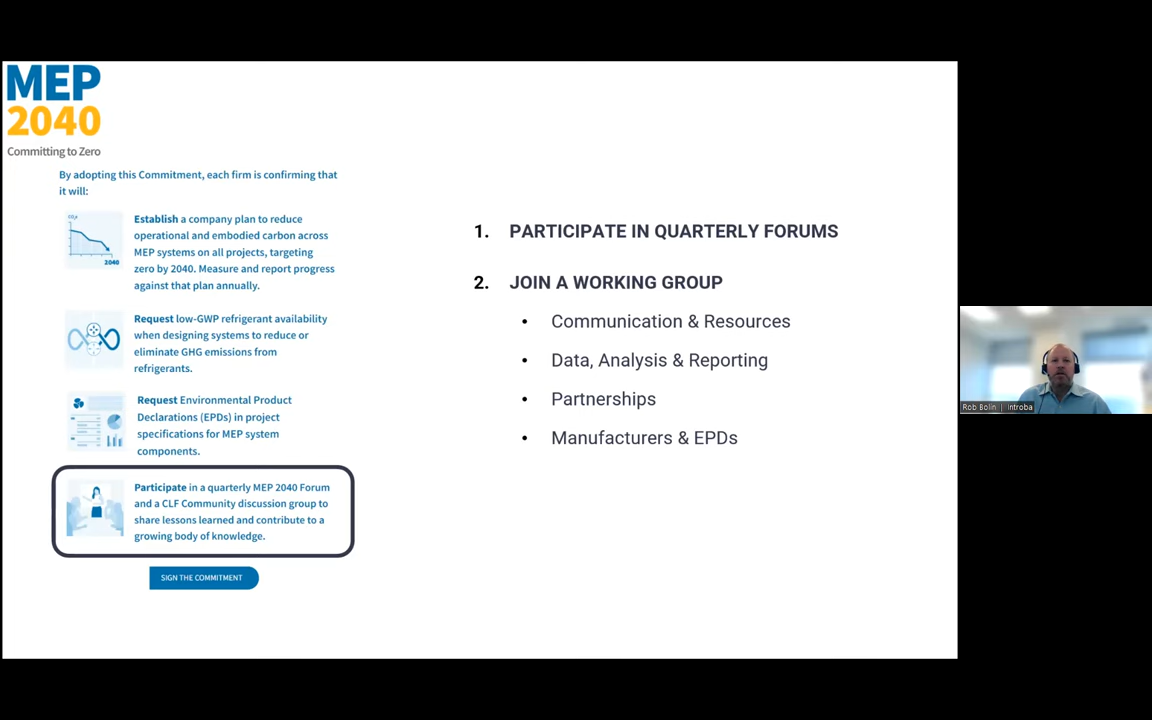 MEP
2040
Committing to Zero
By adopting this Commitment, each firm is confirming that
it will:
CO₂e
2040
Establish a company plan to reduce
operational and embodied carbon across
MEP systems on all projects, targeting
zero by 2040. Measure and report progress
against that plan annually.
Request low-GWP refrigerant availability
when designing systems to reduce or
eliminate GHG emissions from
refrigerants.
Request Environmental Product
Declarations (EPDs) in project
specifications for MEP system
components.
Participate in a quarterly MEP 2040 Forum
and a CLF Community discussion group to
share lessons learned and contribute to a
growing body of knowledge.
SIGN THE COMMITMENT
1. PARTICIPATE IN QUARTERLY FORUMS
2. JOIN A WORKING GROUP
• Communication & Resources
• Data, Analysis & Reporting
• Partnerships
• Manufacturers & EPDs
Rob Bolin | introba